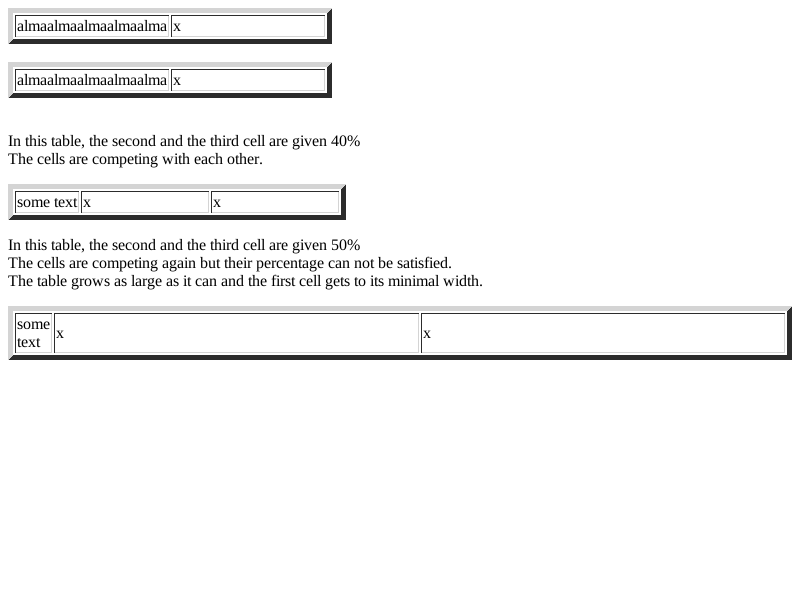 almaalmaalmaalmaalma x
almaalmaalmaalmaalma x
In this table, the second and the third cell are given 40%
The cells are competing with each other.
some text x x
In this table, the second and the third cell are given 50%
The cells are competing again but their percentage can not be satisfied.
The table grows as large as it can and the first cell gets to its minimal width.
some
text
x x